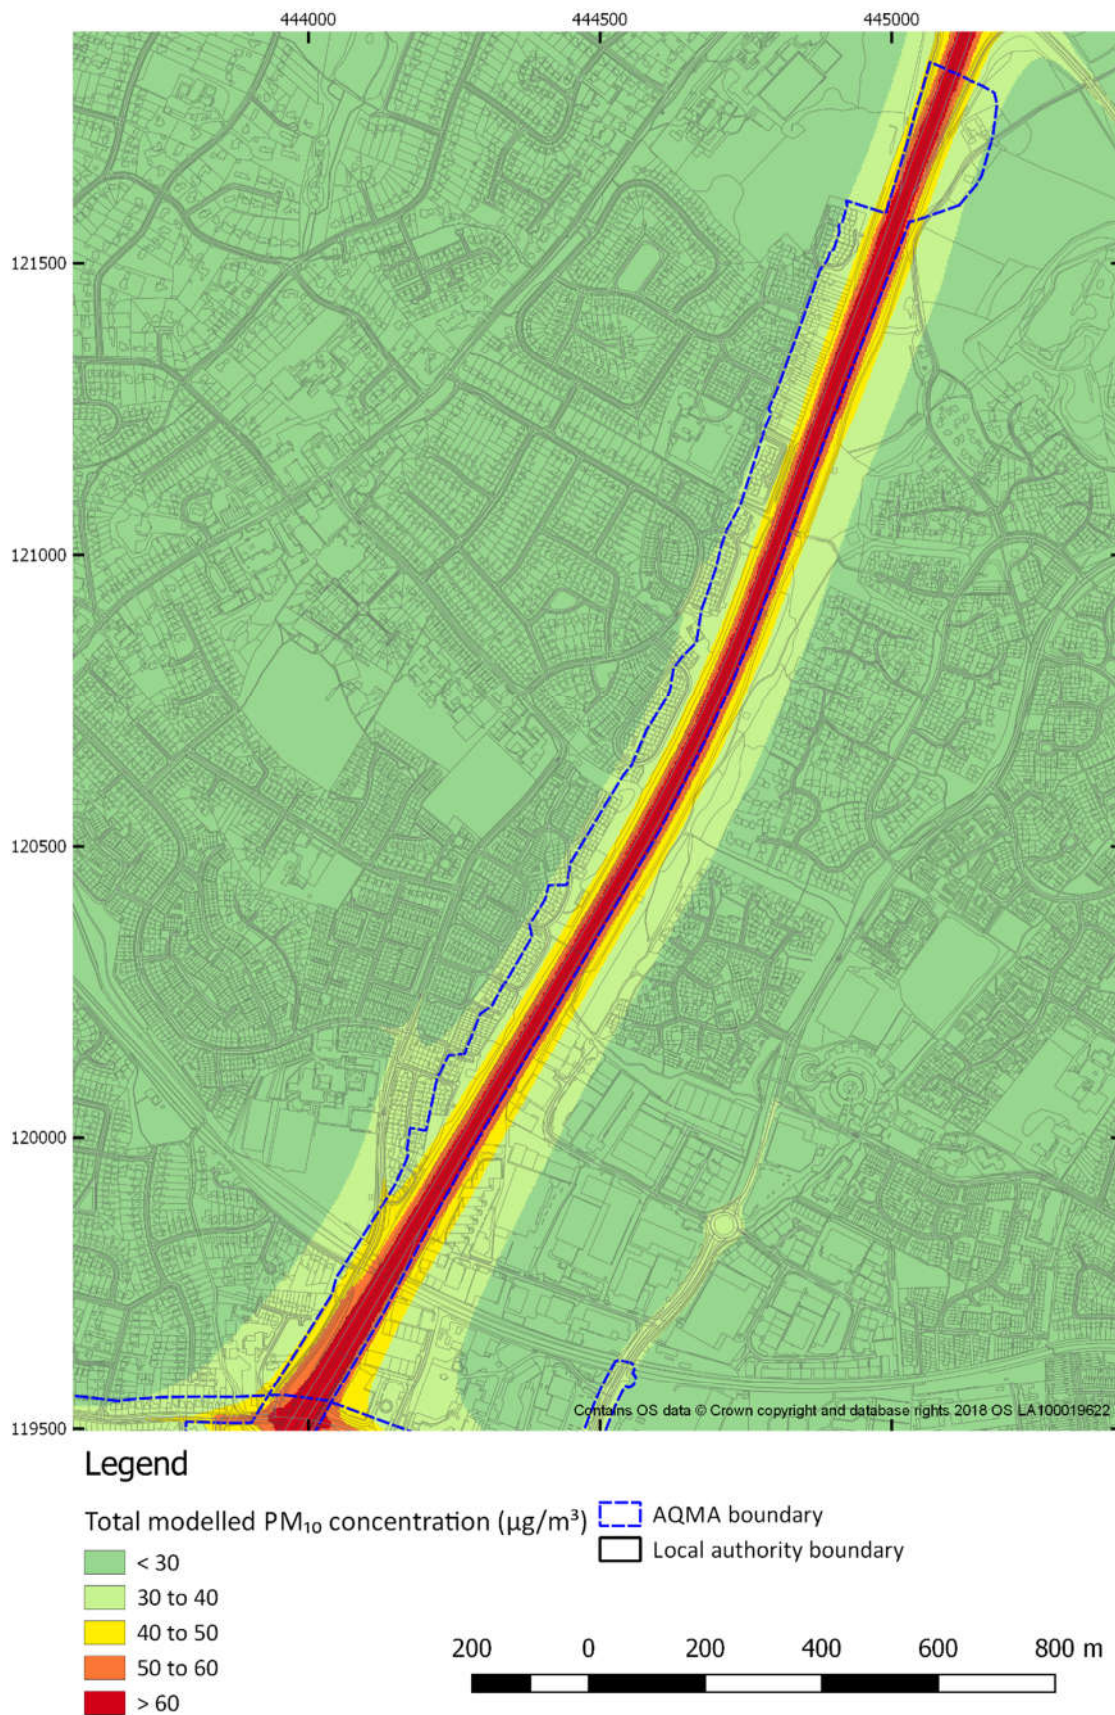 444000 444500 445000
121500
121000
120500
120000
119500
Contains OS data © Crown copyright and database rights 2018 OS LA100019622
Legend
Total modelled PM₁₀ concentration (µg/m³)
< 30
30 to 40
40 to 50
50 to 60
> 60
AQMA boundary
Local authority boundary
200 0 200 400 600 800 m